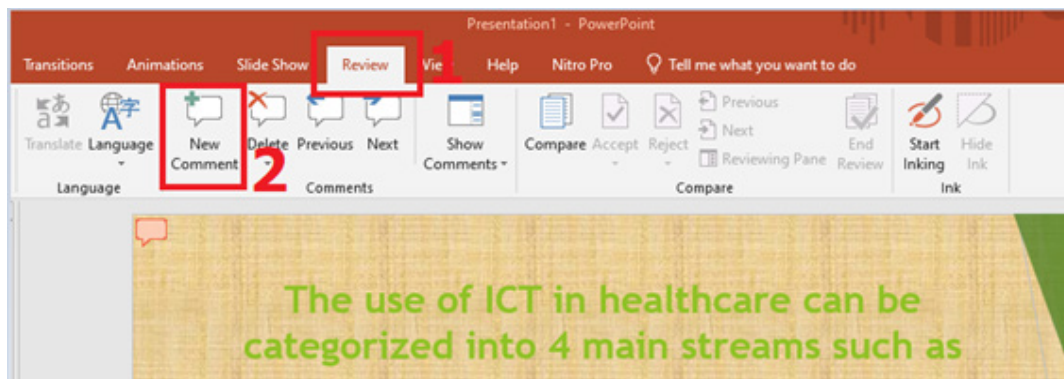 Presentation1 - PowerPoint
Transitions Animations Slide Show Review View Help Nitro Pro Tell me what you want to do
1
Translate Language New Comment Delete Previous Next Show Comments Compare Accept Reject Previous Next Reviewing Pane End Review Start Inking Hide Ink
2
Language Comments Compare Ink
The use of ICT in healthcare can be
categorized into 4 main streams such as